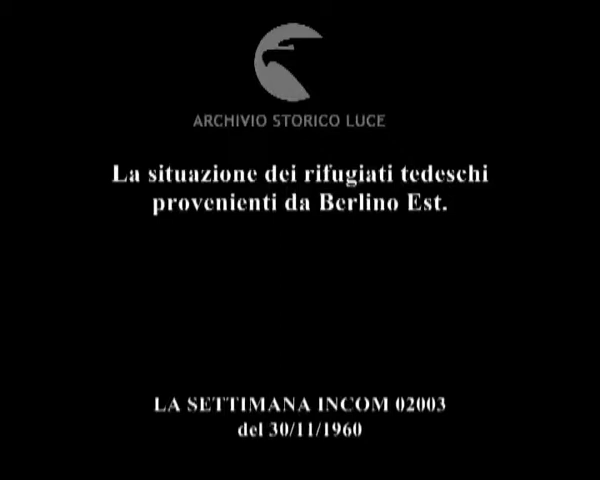 ARCHIVIO STORICO LUCE
La situazione dei rifugiati tedeschi
provenienti da Berlino Est.
LA SETTIMANA INCOM 02003
del 30/11/1960